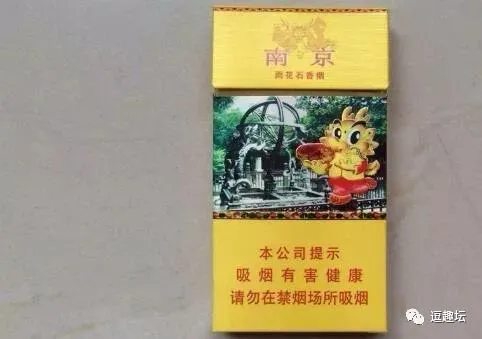 南京
雨花石香烟
本公司提示
吸烟有害健康
请勿在禁烟场所吸烟
逗趣坛